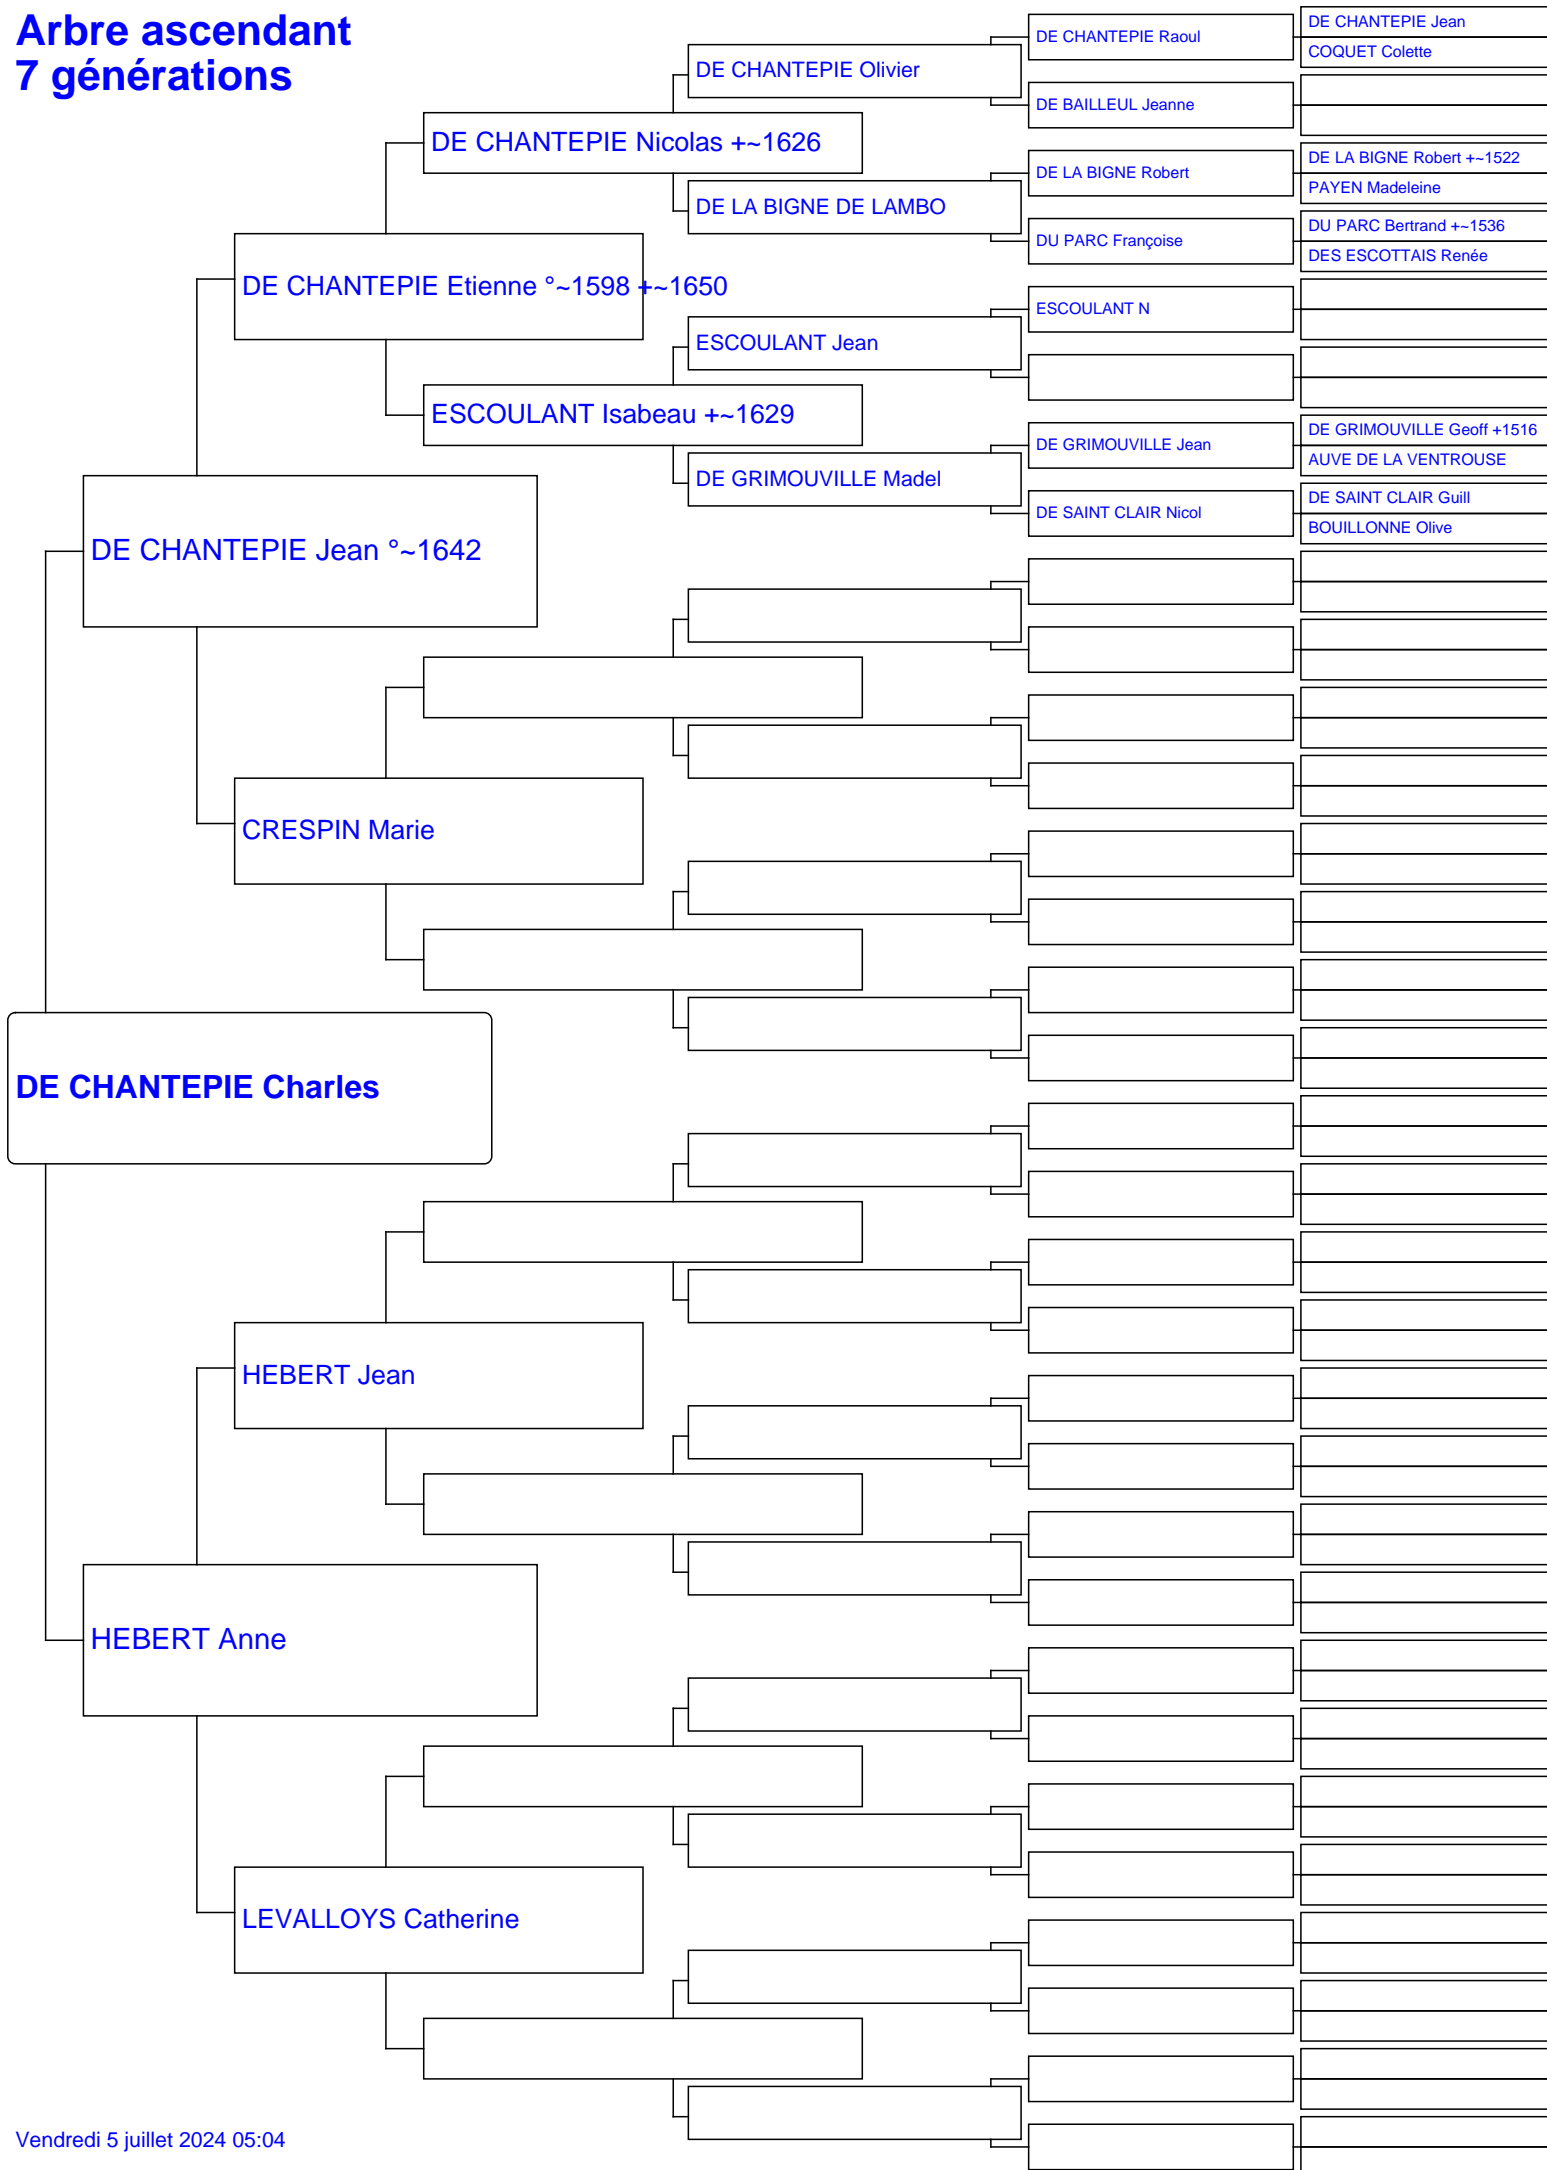 Arbre ascendant
7 générations
DE CHANTEPIE Raoul
DE CHANTEPIE Jean
COQUET Colette
DE CHANTEPIE Olivier
DE BAILLEUL Jeanne
DE CHANTEPIE Nicolas +~1626
DE LA BIGNE Robert
DE LA BIGNE Robert +~1522
PAYEN Madeleine
DE LA BIGNE DE LAMBO
DU PARC Françoise
DU PARC Bertrand +~1536
DES ESCOTTAIS Renée
DE CHANTEPIE Etienne °~1598 +~1650
ESCOULANT N
ESCOULANT Jean
ESCOULANT Isabeau +~1629
DE GRIMOUVILLE Jean
DE GRIMOUVILLE Geoff +1516
AUVE DE LA VENTROUSE
DE GRIMOUVILLE Madel
DE SAINT CLAIR Nicol
DE SAINT CLAIR Guill
BOUILLONNE Olive
DE CHANTEPIE Jean °~1642
CRESPIN Marie
DE CHANTEPIE Charles
HEBERT Jean
HEBERT Anne
LEVALLOYS Catherine
Vendredi 5 juillet 2024 05:04